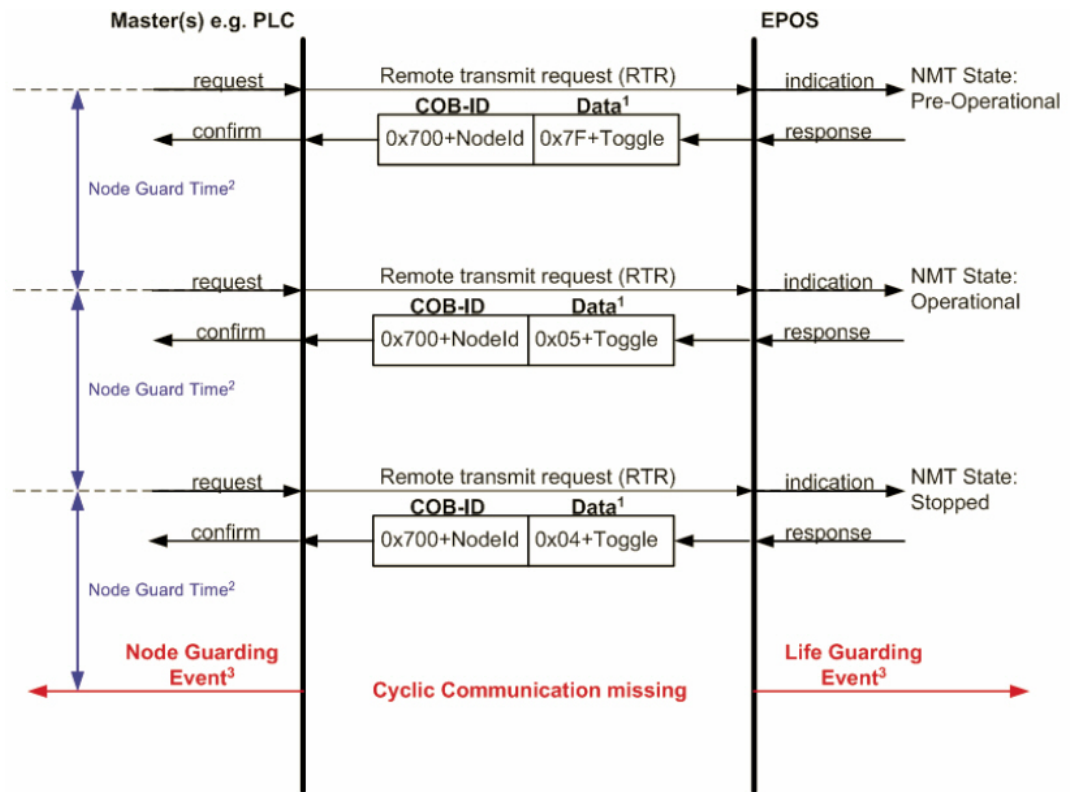 Master(s) e.g. PLC
EPOS
request
Remote transmit request (RTR)
indication
NMT State:
Pre-Operational
COB-ID
Data¹
confirm
0x700+NodeId
0x7F+Toggle
response
Node Guard Time²
request
Remote transmit request (RTR)
indication
NMT State:
Operational
COB-ID
Data¹
confirm
0x700+NodeId
0x05+Toggle
response
Node Guard Time²
request
Remote transmit request (RTR)
indication
NMT State:
Stopped
COB-ID
Data¹
confirm
0x700+NodeId
0x04+Toggle
response
Node Guard Time²
Node Guarding
Event³
Cyclic Communication missing
Life Guarding
Event³